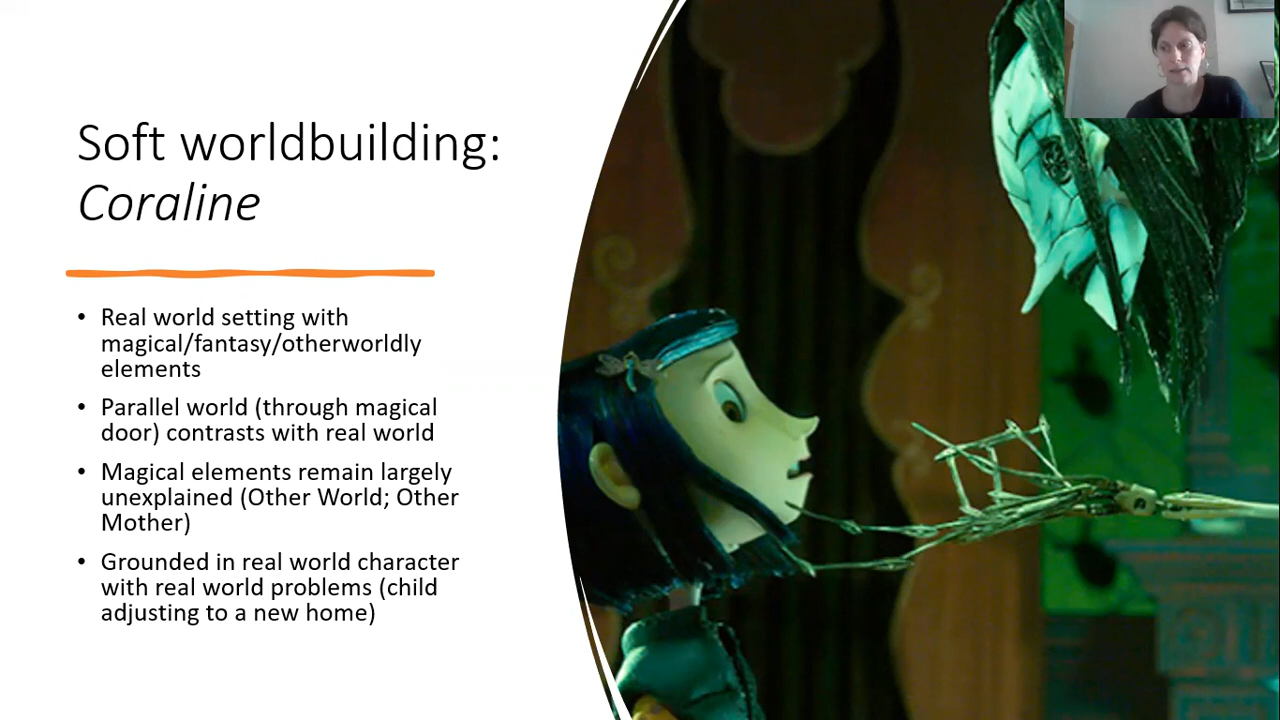 Soft worldbuilding:
Coraline
• Real world setting with
magical/fantasy/otherworldly
elements
• Parallel world (through magical
door) contrasts with real world
• Magical elements remain largely
unexplained (Other World; Other
Mother)
• Grounded in real world character
with real world problems (child
adjusting to a new home)